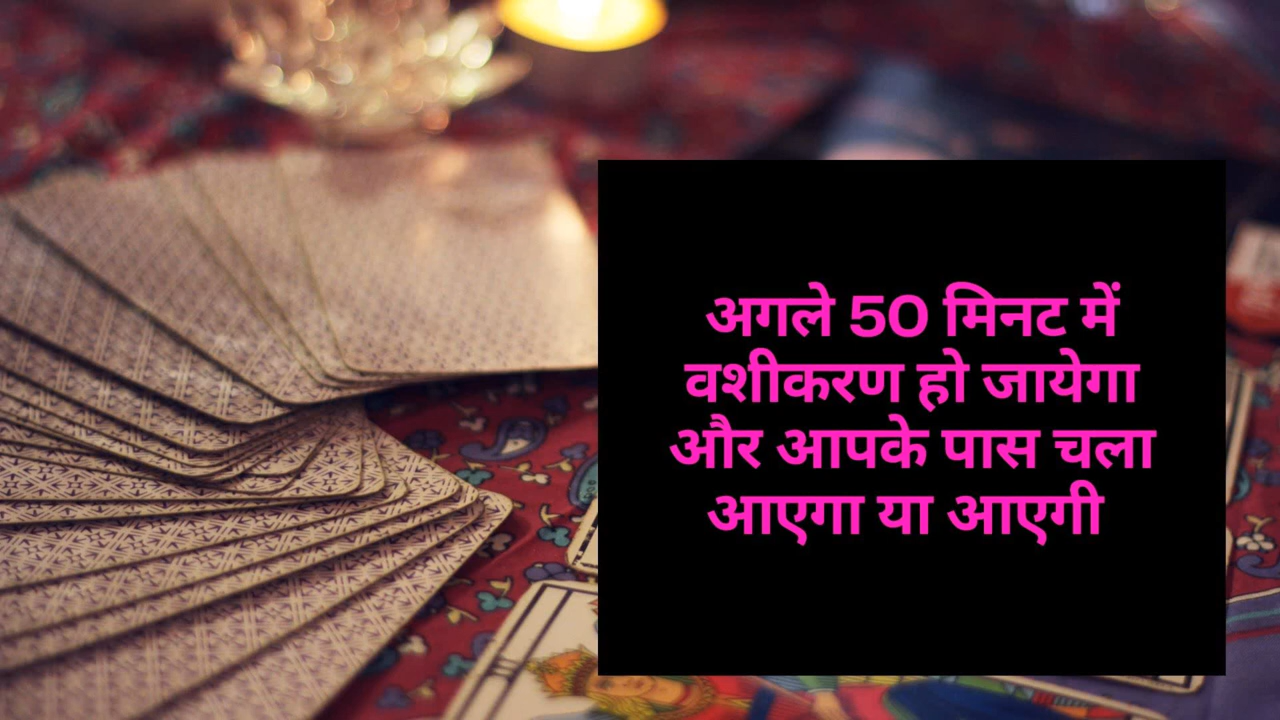 अगले 50 मिनट में
वशीकरण हो जायेगा
और आपके पास चला
आएगा या आएगी